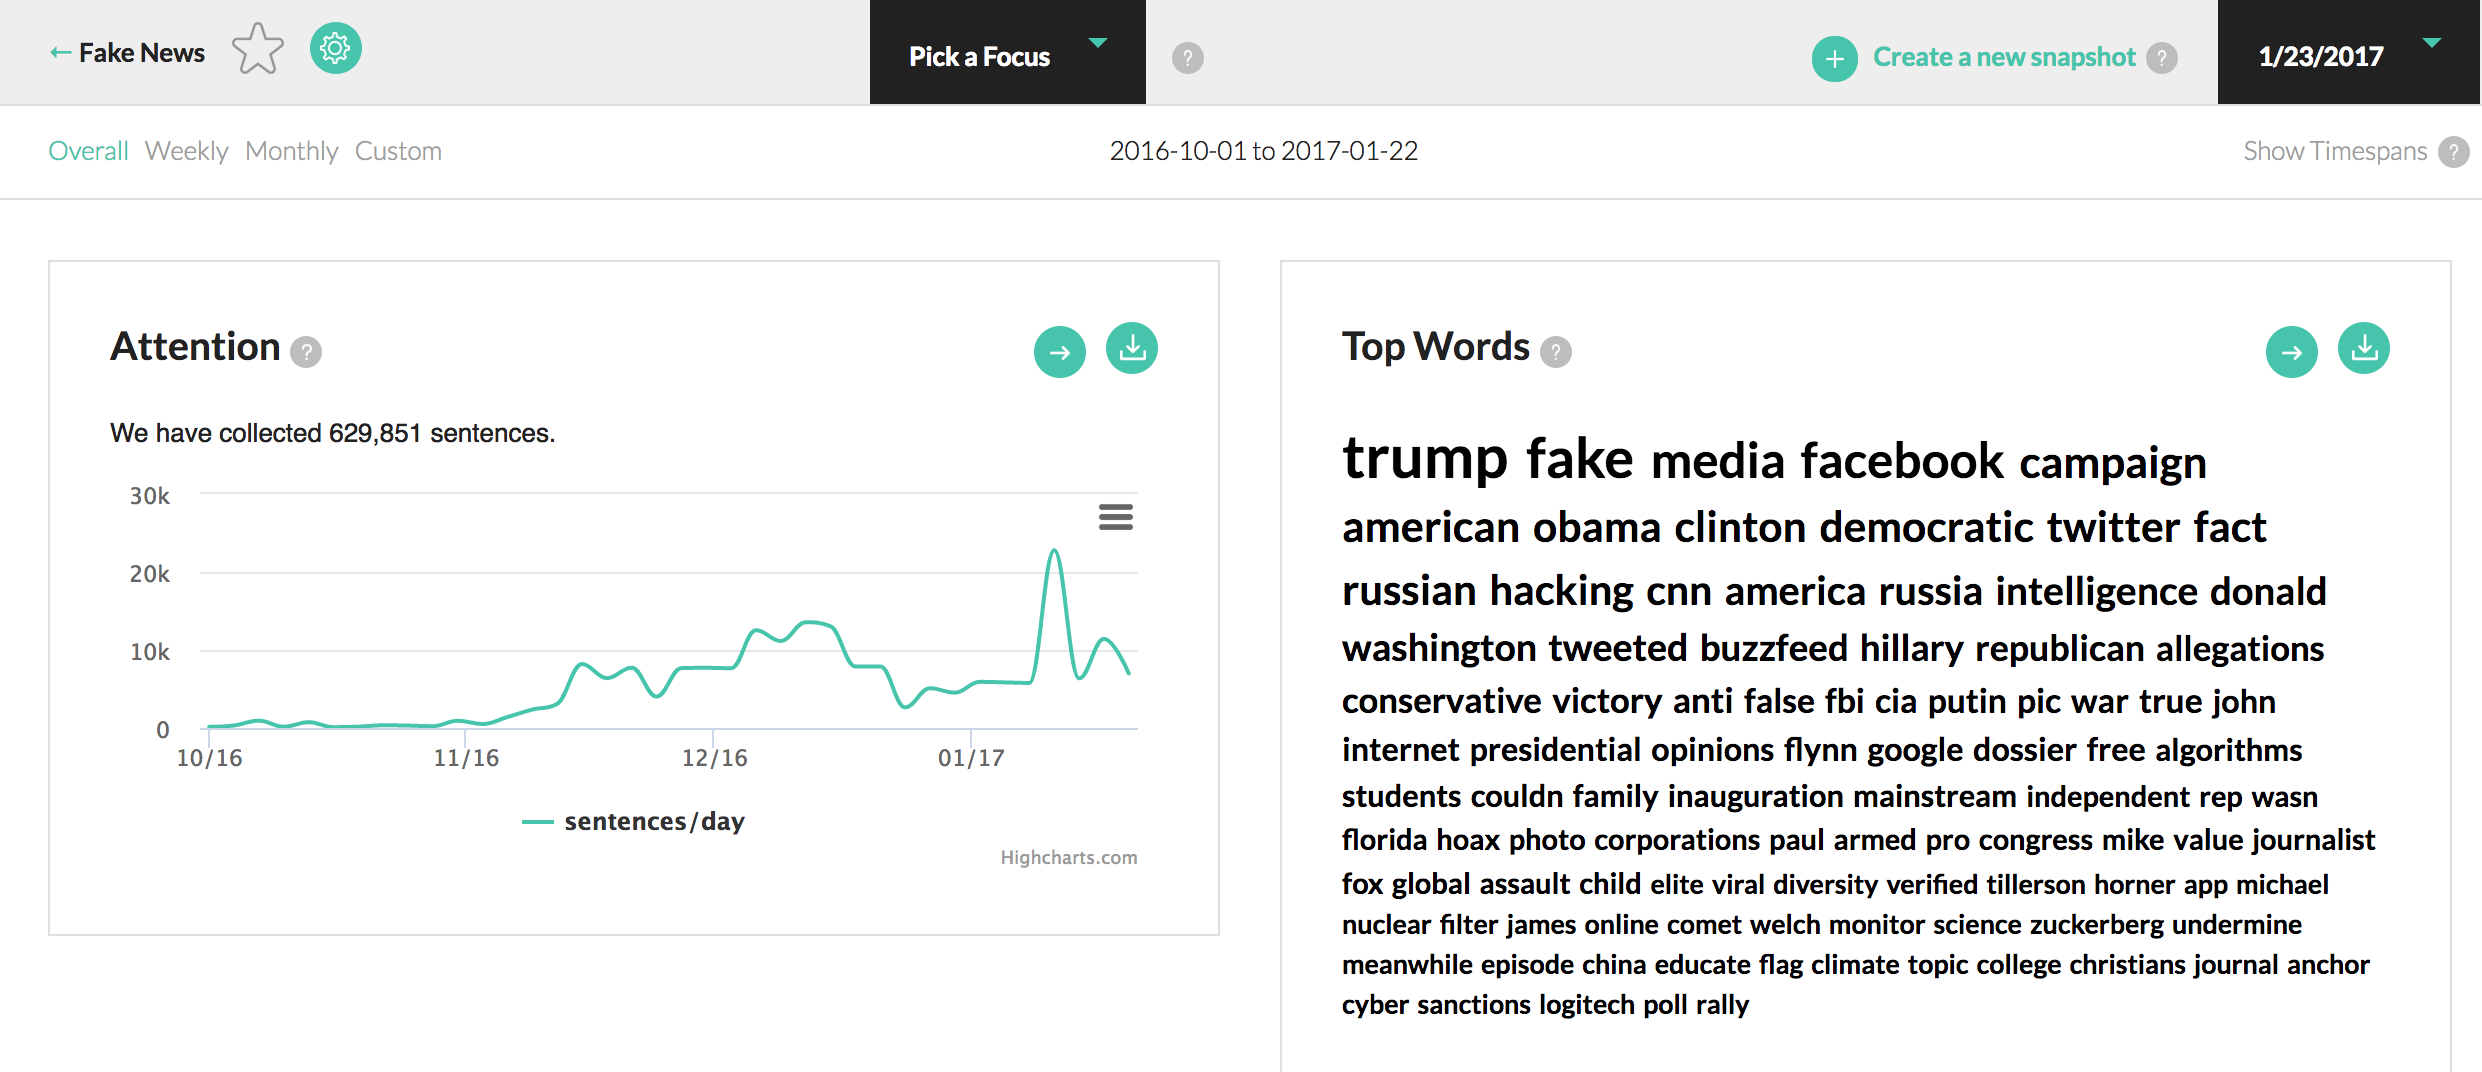 ← Fake News
Pick a Focus
?
+ Create a new snapshot ?
1/23/2017
Overall Weekly Monthly Custom
2016-10-01 to 2017-01-22
Show Timespans ?
Attention ?
We have collected 629,851 sentences.
30k
20k
10k
0
10/16 11/16 12/16 01/17
sentences/day
Highcharts.com
Top Words ?
trump fake media facebook campaign
american obama clinton democratic twitter fact
russian hacking cnn america russia intelligence donald
washington tweeted buzzfeed hillary republican allegations
conservative victory anti false fbi cia putin pic war true john
internet presidential opinions flynn google dossier free algorithms
students couldn family inauguration mainstream independent rep wasn
florida hoax photo corporations paul armed pro congress mike value journalist
fox global assault child elite viral diversity verified tillerson horner app michael
nuclear filter james online comet welch monitor science zuckerberg undermine
meanwhile episode china educate flag climate topic college christians journal anchor
cyber sanctions logitech poll rally